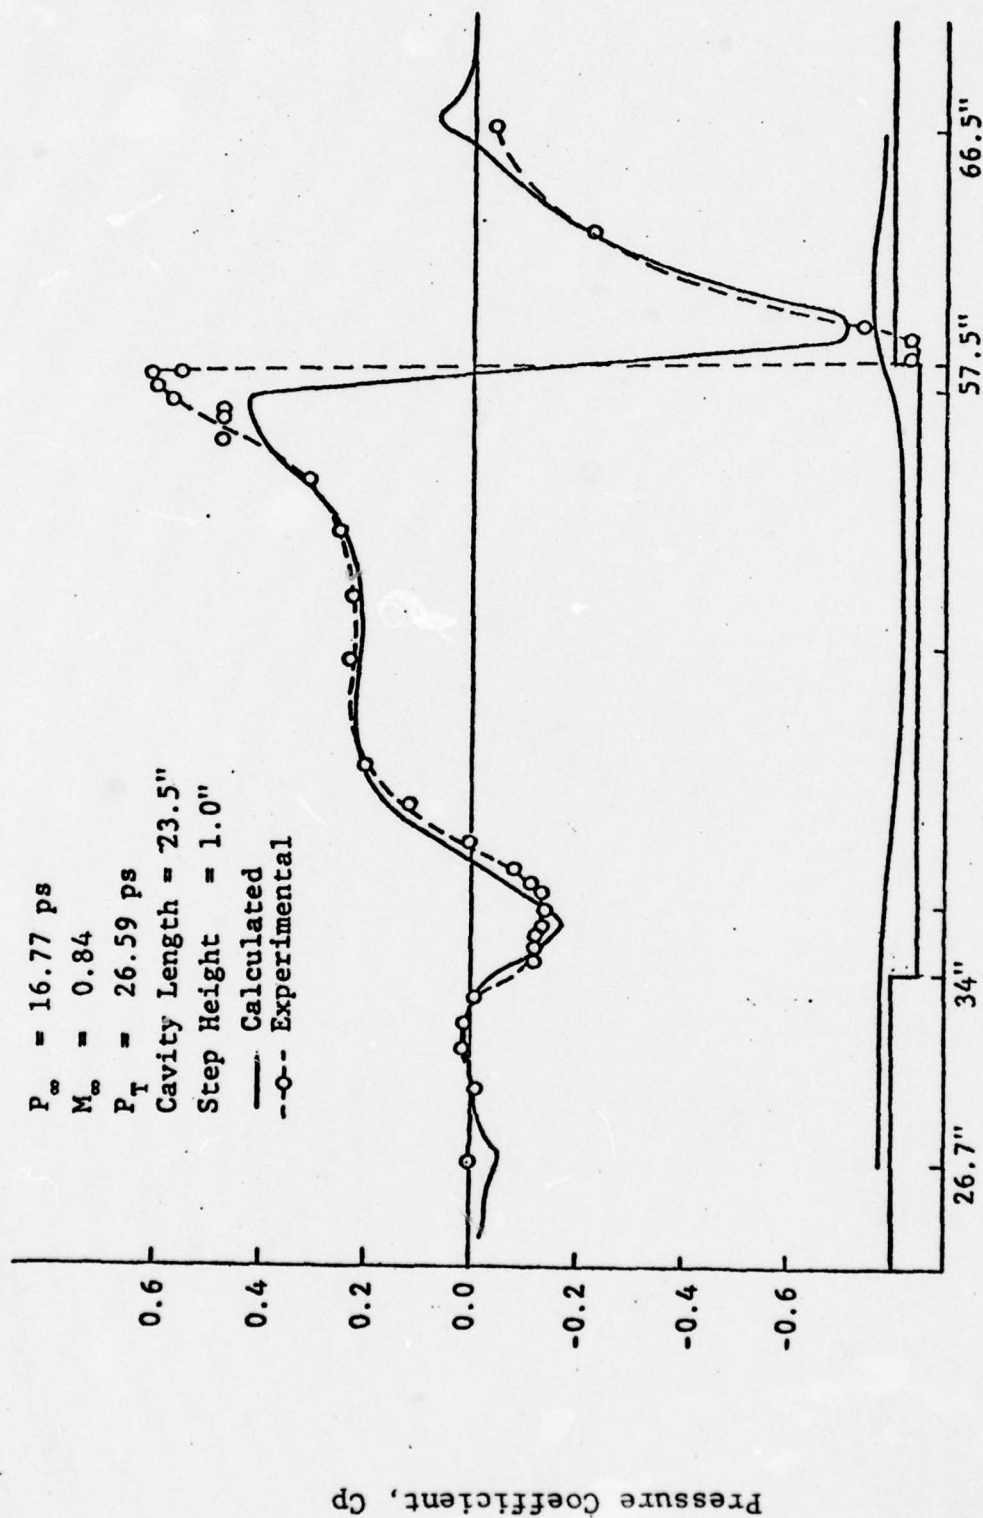 P∞ = 16.77 ps
M∞ = 0.84
PT = 26.59 ps
Cavity Length = 23.5"
Step Height = 1.0"
Calculated
Experimental
0.6
0.4
0.2
0.0
-0.2
-0.4
-0.6
Pressure Coefficient, Cp
26.7"
34"
57.5"
66.5"